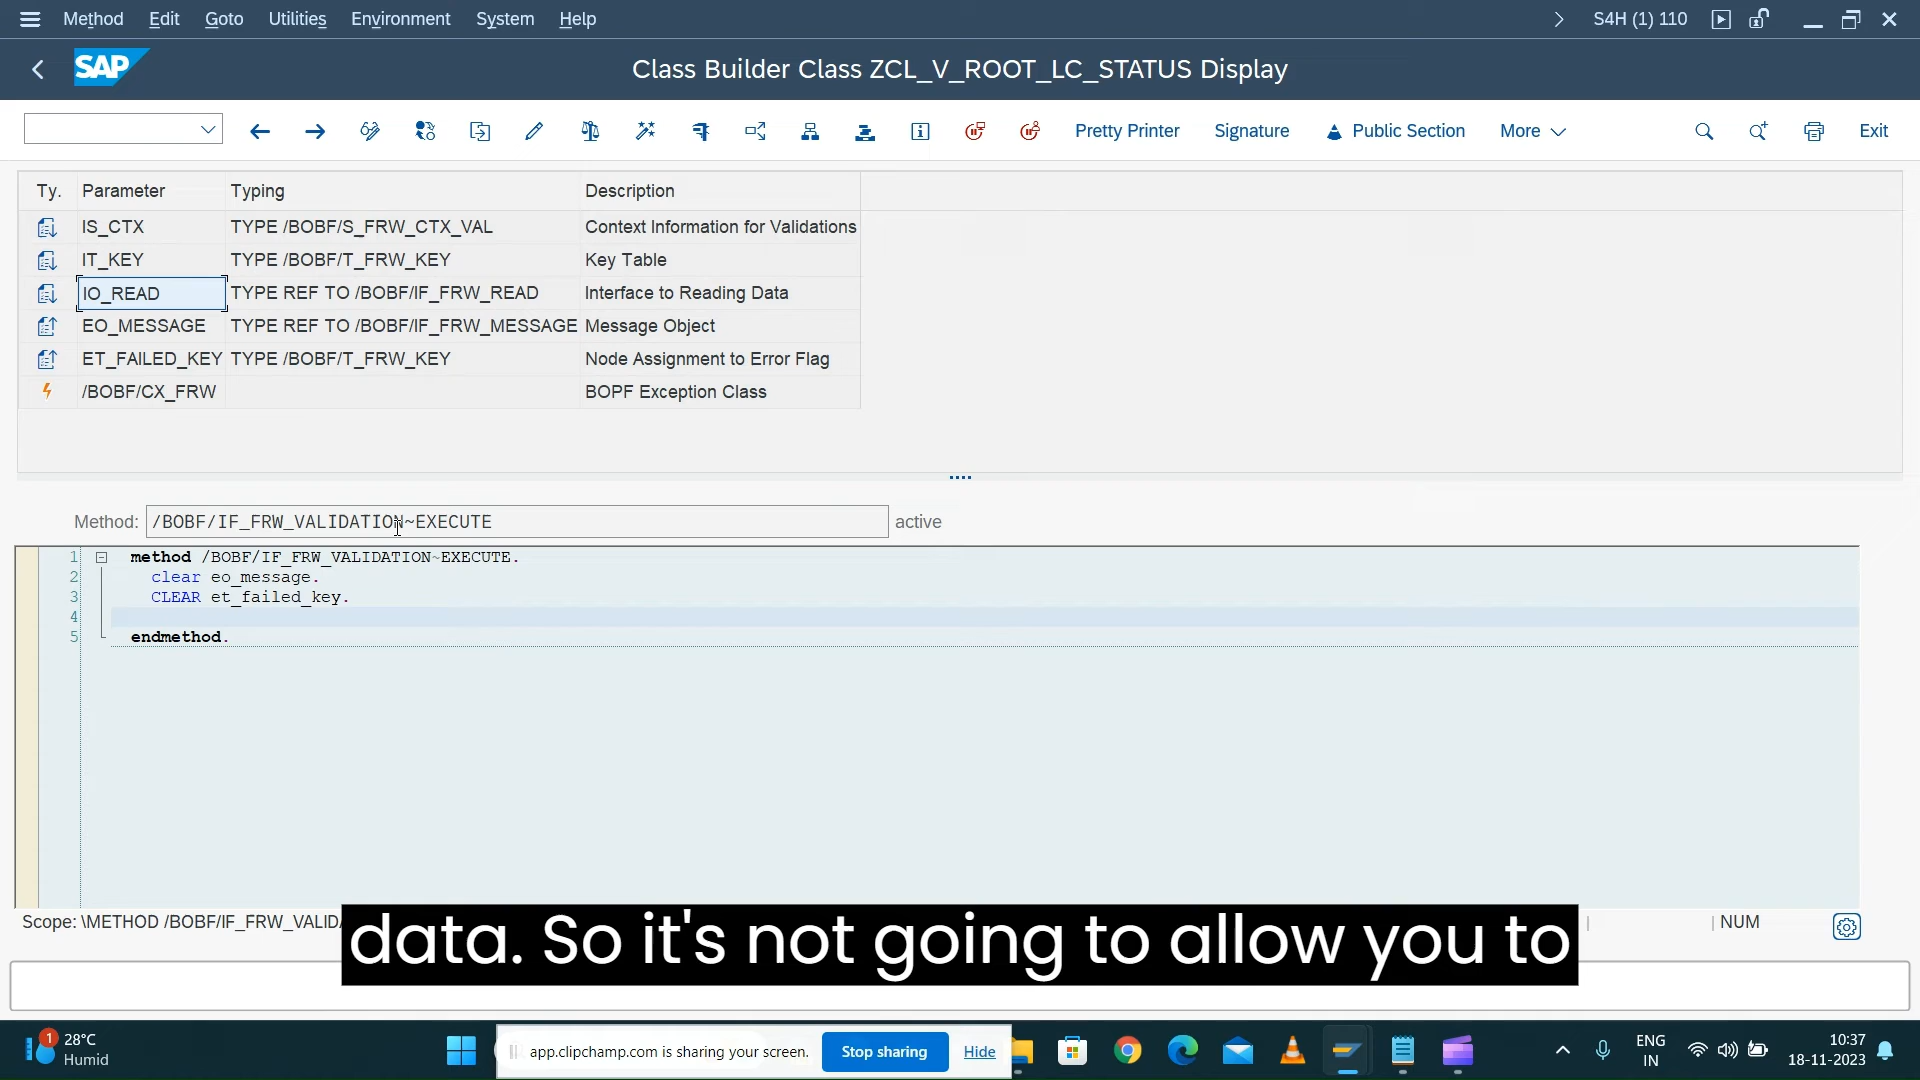 Method Edit Goto Utilities Environment System Help S4H (1) 110
SAP Class Builder Class ZCL_V_ROOT_LC_STATUS Display
Pretty Printer Signature Public Section More Exit
Ty. Parameter Typing Description
IS_CTX TYPE /BOBF/S_FRW_CTX_VAL Context Information for Validations
IT_KEY TYPE /BOBF/T_FRW_KEY Key Table
IO_READ TYPE REF TO /BOBF/IF_FRW_READ Interface to Reading Data
EO_MESSAGE TYPE REF TO /BOBF/IF_FRW_MESSAGE Message Object
ET_FAILED_KEY TYPE /BOBF/T_FRW_KEY Node Assignment to Error Flag
/BOBF/CX_FRW BOPF Exception Class
Method: /BOBF/IF_FRW_VALIDATION~EXECUTE active
1 method /BOBF/IF_FRW_VALIDATION~EXECUTE.
2 clear eo_message.
3 CLEAR et_failed_key.
4
5 endmethod.
Scope: \METHOD /BOBF/IF_FRW_VALIDA NUM
data. So it's not going to allow you to
1 28°C
Humid
app.clipchamp.com is sharing your screen. Stop sharing Hide
ENG
IN
10:37
18-11-2023